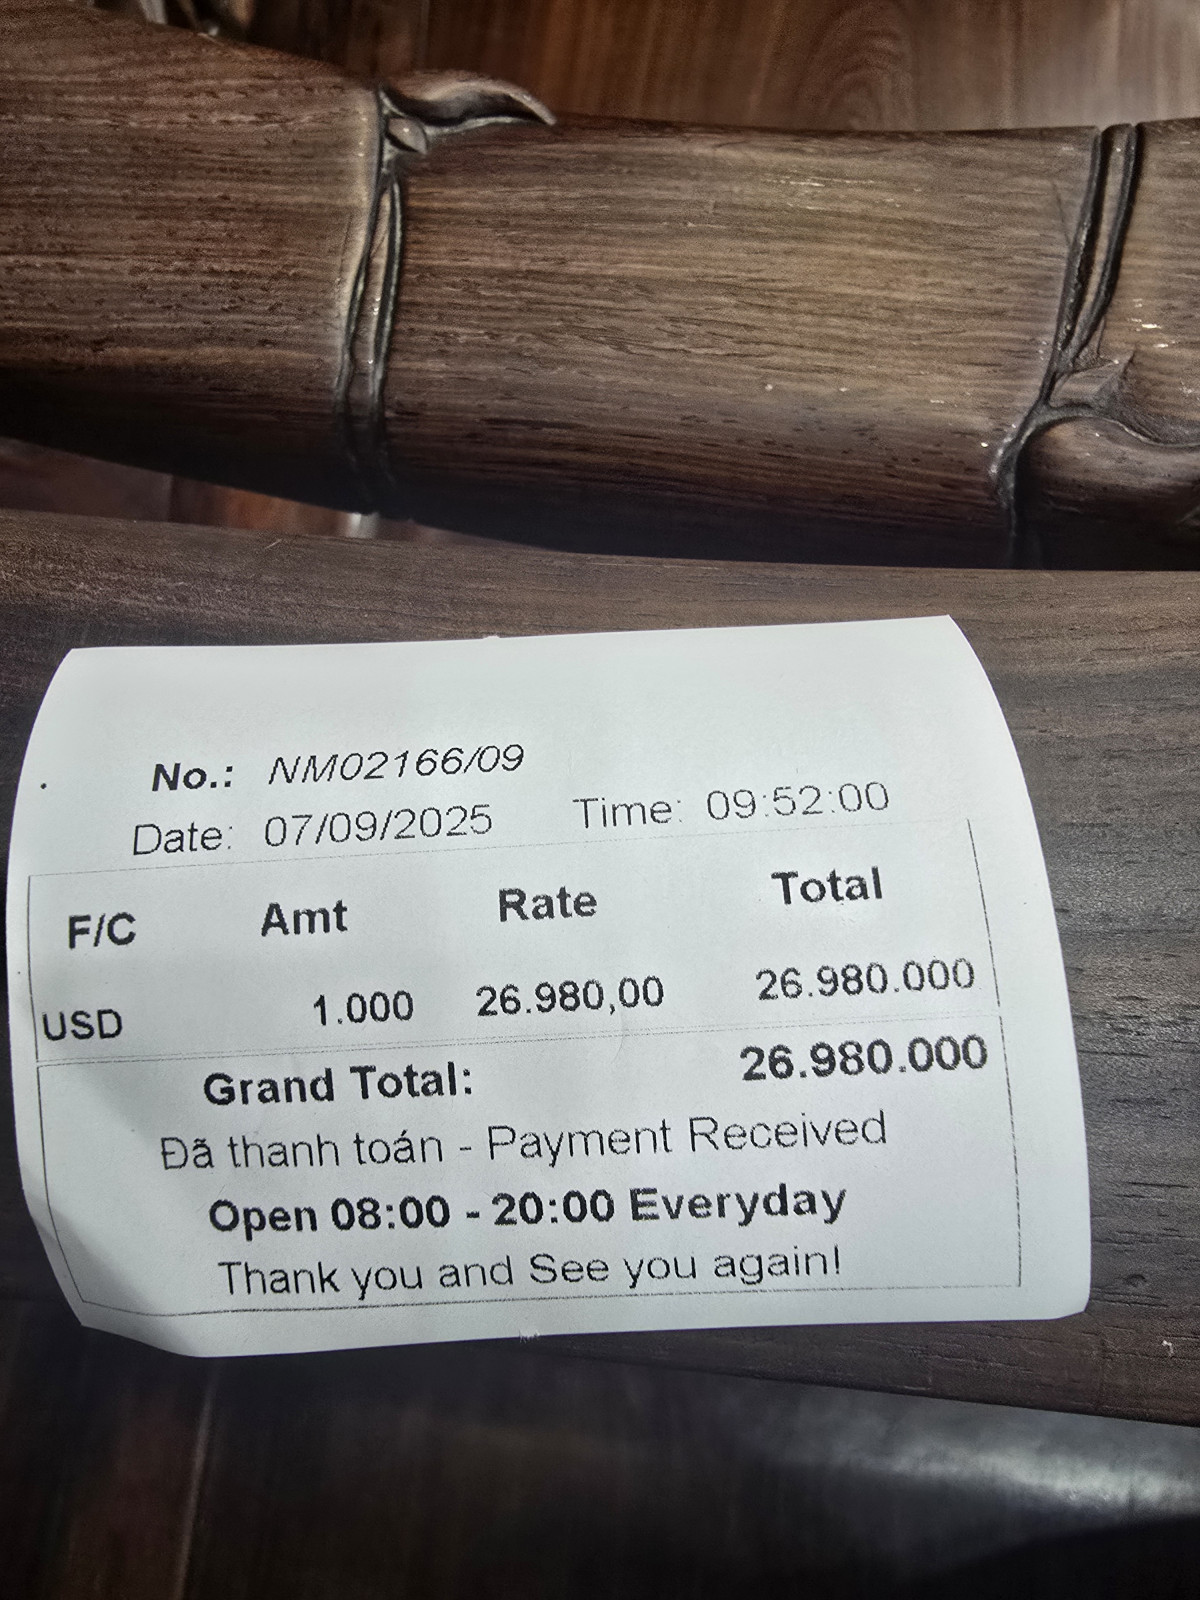 No.: NM02166/09
Date: 07/09/2025 Time: 09:52:00
F/C Amt Rate Total
USD 1.000 26.980,00 26.980.000
Grand Total: 26.980.000
Đã thanh toán - Payment Received
Open 08:00 - 20:00 Everyday
Thank you and See you again!